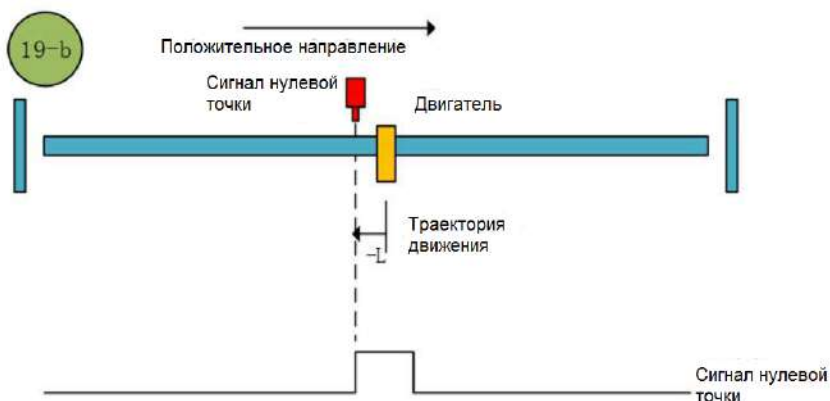 19-b
Положительное направление
Сигнал нулевой
точки
Двигатель
Траектория
движения
-L
Сигнал нулевой
точки